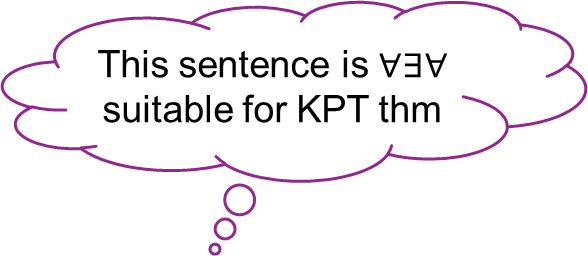 This sentence is ∀∃∀
suitable for KPT thm